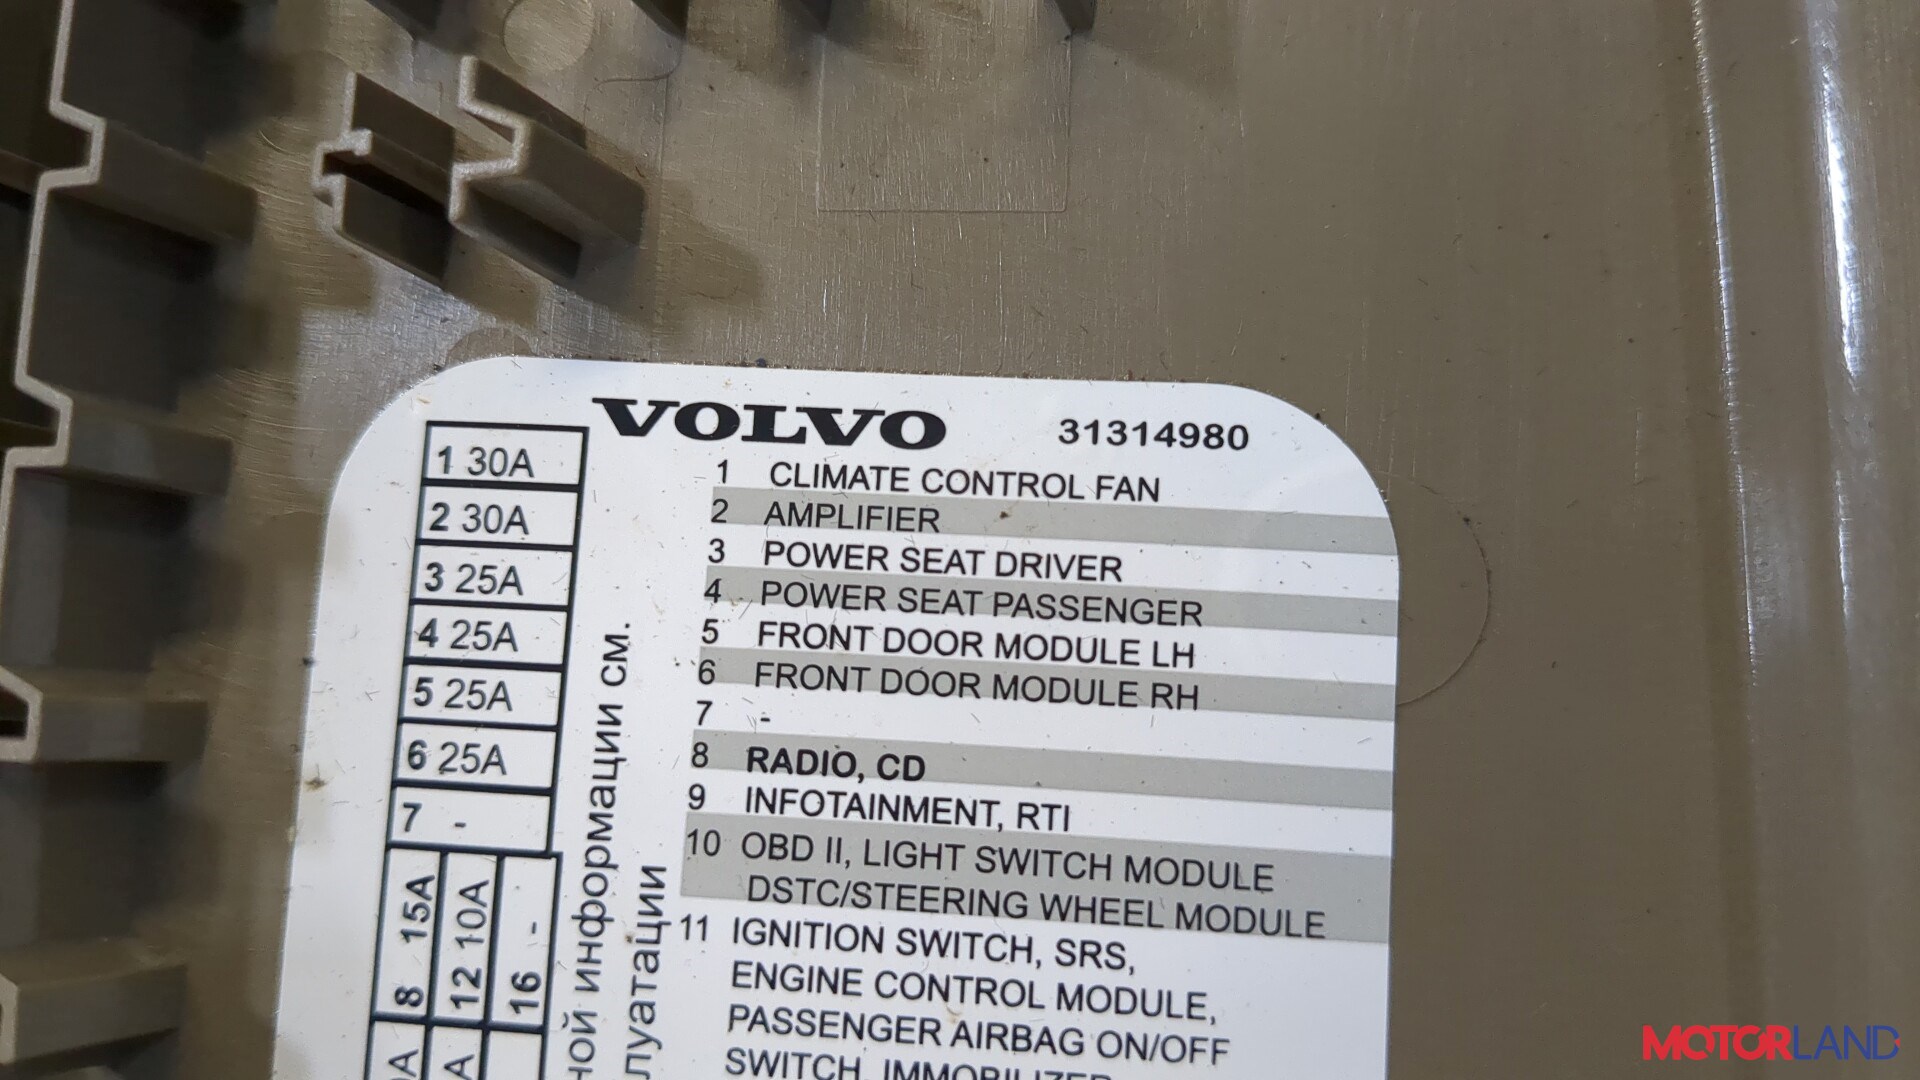 VOLVO 31314980
1 30A
2 30A
3 25A
4 25A
5 25A
6 25A
7 -
8 15A
12 10A
16 -
A
A
ной информации см.
луатации
1 CLIMATE CONTROL FAN
2 AMPLIFIER
3 POWER SEAT DRIVER
4 POWER SEAT PASSENGER
5 FRONT DOOR MODULE LH
6 FRONT DOOR MODULE RH
7 -
8 RADIO, CD
9 INFOTAINMENT, RTI
10 OBD II, LIGHT SWITCH MODULE
DSTC/STEERING WHEEL MODULE
11 IGNITION SWITCH, SRS,
ENGINE CONTROL MODULE,
PASSENGER AIRBAG ON/OFF
SWITCH, IMMOBILIZER
MOTORLAND